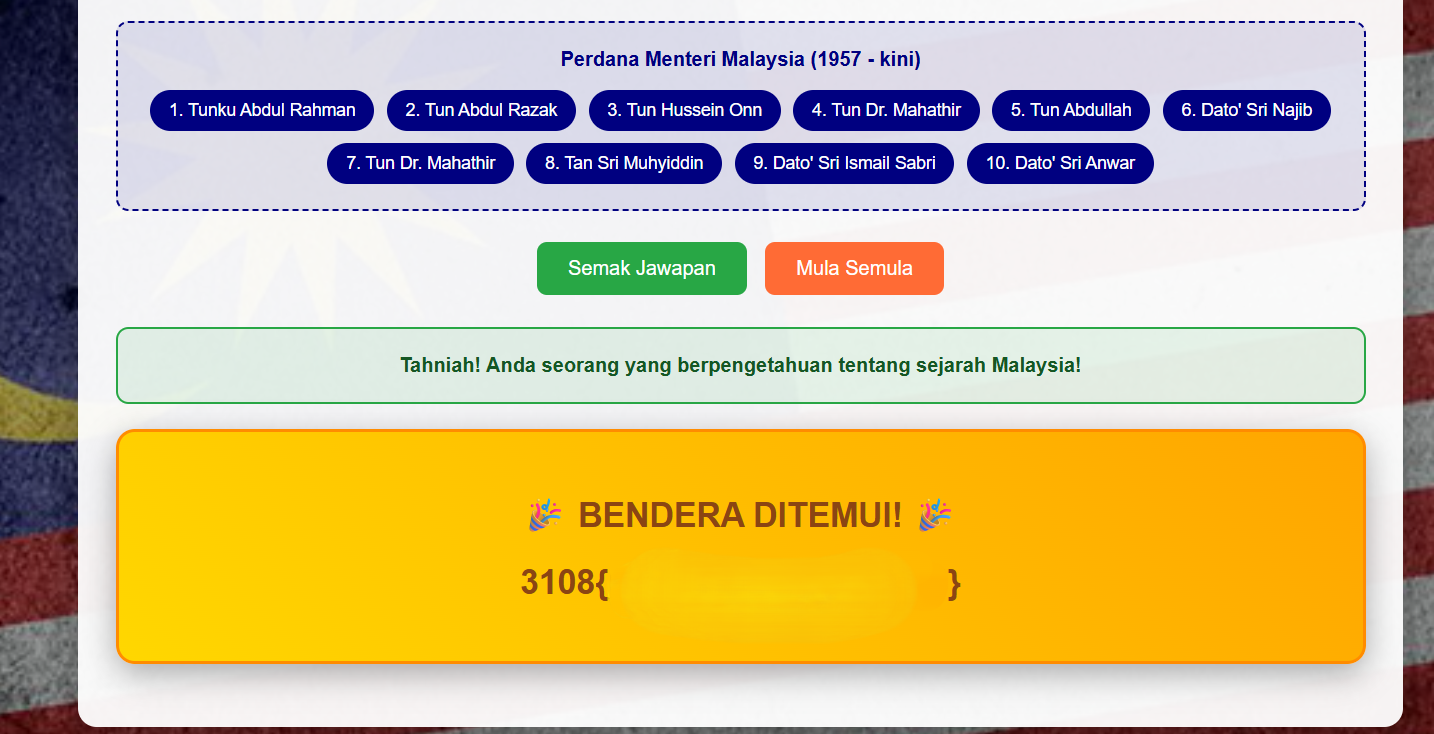 Perdana Menteri Malaysia (1957 - kini)
1. Tunku Abdul Rahman 2. Tun Abdul Razak 3. Tun Hussein Onn 4. Tun Dr. Mahathir 5. Tun Abdullah 6. Dato' Sri Najib
7. Tun Dr. Mahathir 8. Tan Sri Muhyiddin 9. Dato' Sri Ismail Sabri 10. Dato' Sri Anwar
Semak Jawapan Mula Semula
Tahniah! Anda seorang yang berpengetahuan tentang sejarah Malaysia!
🎉 BENDERA DITEMUI! 🎉
3108{ }